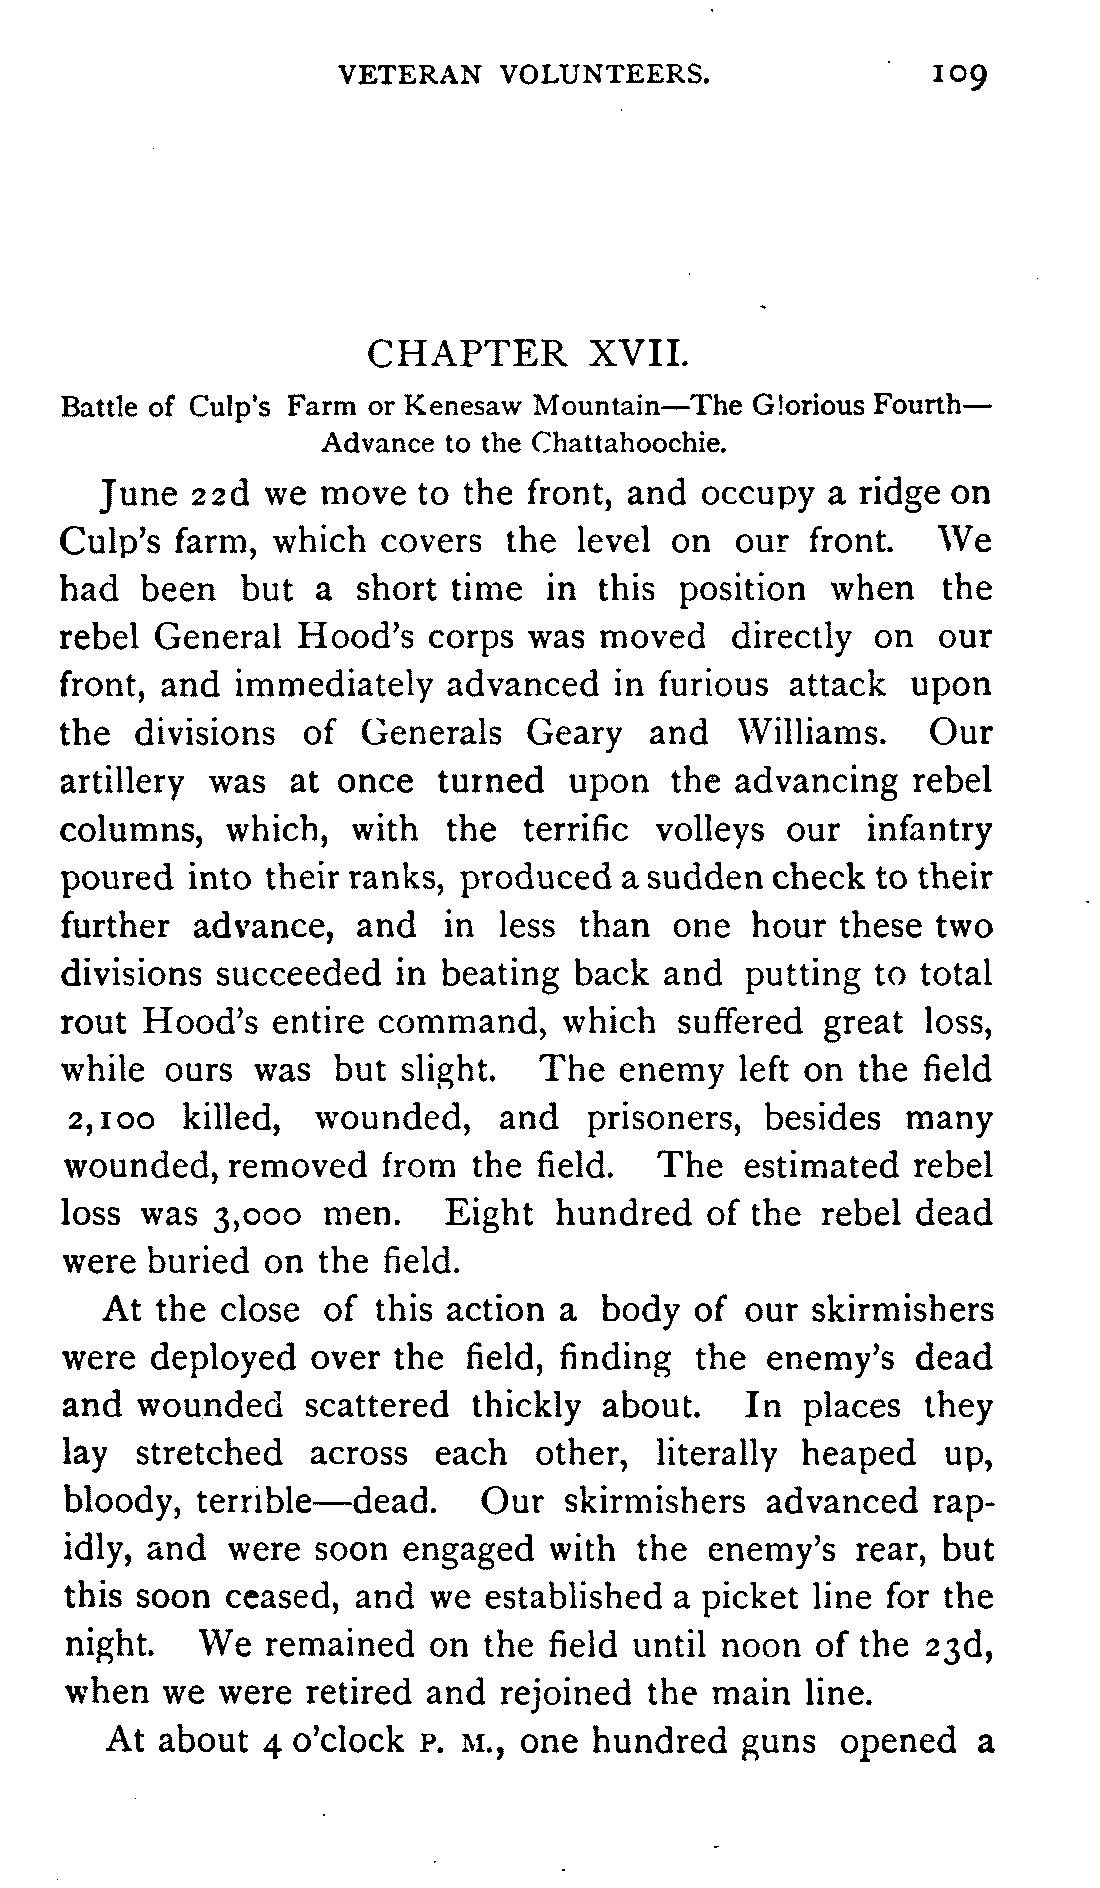 VETERAN VOLUNTEERS. 109
CHAPTER XVII.
Battle of Culp's Farm or Kenesaw Mountain—The Glorious Fourth—
Advance to the Chattahoochie.
June 22d we move to the front, and occupy a ridge on
Culp's farm, which covers the level on our front. We
had been but a short time in this position when the
rebel General Hood's corps was moved directly on our
front, and immediately advanced in furious attack upon
the divisions of Generals Geary and Williams. Our
artillery was at once turned upon the advancing rebel
columns, which, with the terrific volleys our infantry
poured into their ranks, produced a sudden check to their
further advance, and in less than one hour these two
divisions succeeded in beating back and putting to total
rout Hood's entire command, which suffered great loss,
while ours was but slight. The enemy left on the field
2,100 killed, wounded, and prisoners, besides many
wounded, removed from the field. The estimated rebel
loss was 3,000 men. Eight hundred of the rebel dead
were buried on the field.
At the close of this action a body of our skirmishers
were deployed over the field, finding the enemy's dead
and wounded scattered thickly about. In places they
lay stretched across each other, literally heaped up,
bloody, terrible—dead. Our skirmishers advanced rap-
idly, and were soon engaged with the enemy's rear, but
this soon ceased, and we established a picket line for the
night. We remained on the field until noon of the 23d,
when we were retired and rejoined the main line.
At about 4 o'clock P. M., one hundred guns opened a